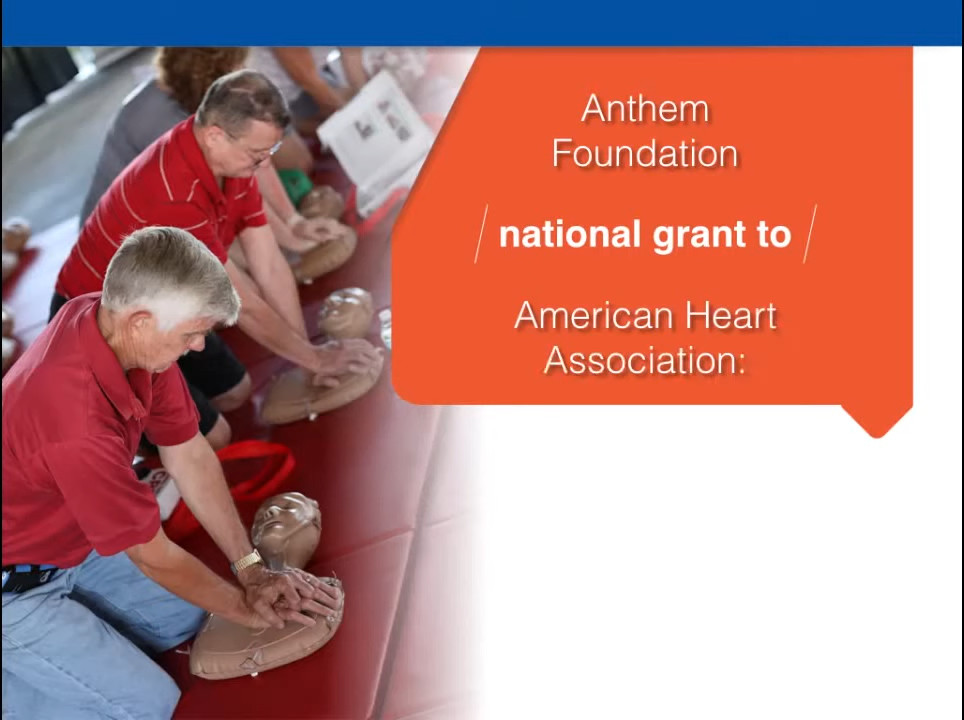 Anthem
Foundation
national grant to
American Heart
Association: